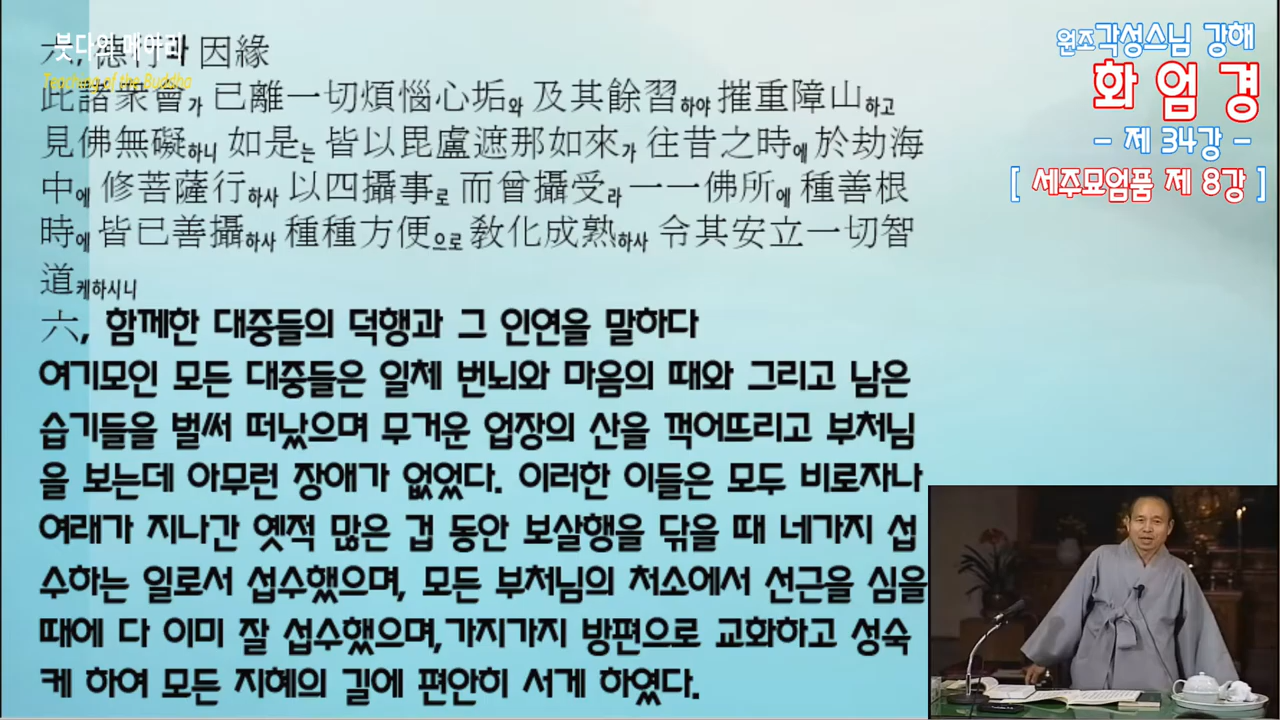 붓다의 메아리
Teaching of the Buddha
六, 德行과 因緣
此諸衆會가 已離一切煩惱心垢와 及其餘習하야 摧重障山하고
見佛無礙하니 如是는 皆以毘盧遮那如來가 往昔之時에 於劫海
中에 修菩薩行하사 以四攝事로 而曾攝受라 一一佛所에 種善根
時에 皆已善攝하사 種種方便으로 敎化成熟하사 令其安立一切智
道케하시니
六, 함께한 대중들의 덕행과 그 인연을 말하다
여기모인 모든 대중들은 일체 번뇌와 마음의 때와 그리고 남은
습기들을 벌써 떠났으며 무거운 업장의 산을 꺽어뜨리고 부처님
을 보는데 아무런 장애가 없었다. 이러한 이들은 모두 비로자나
여래가 지나간 옛적 많은 겁 동안 보살행을 닦을 때 네가지 섭
수하는 일로서 섭수했으며, 모든 부처님의 처소에서 선근을 심을
때에 다 이미 잘 섭수했으며,가지가지 방편으로 교화하고 성숙
케 하여 모든 지혜의 길에 편안히 서게 하였다.
원조각성스님 강해
화 엄 경
- 제 34강 -
[ 세주묘엄품 제 8강 ]